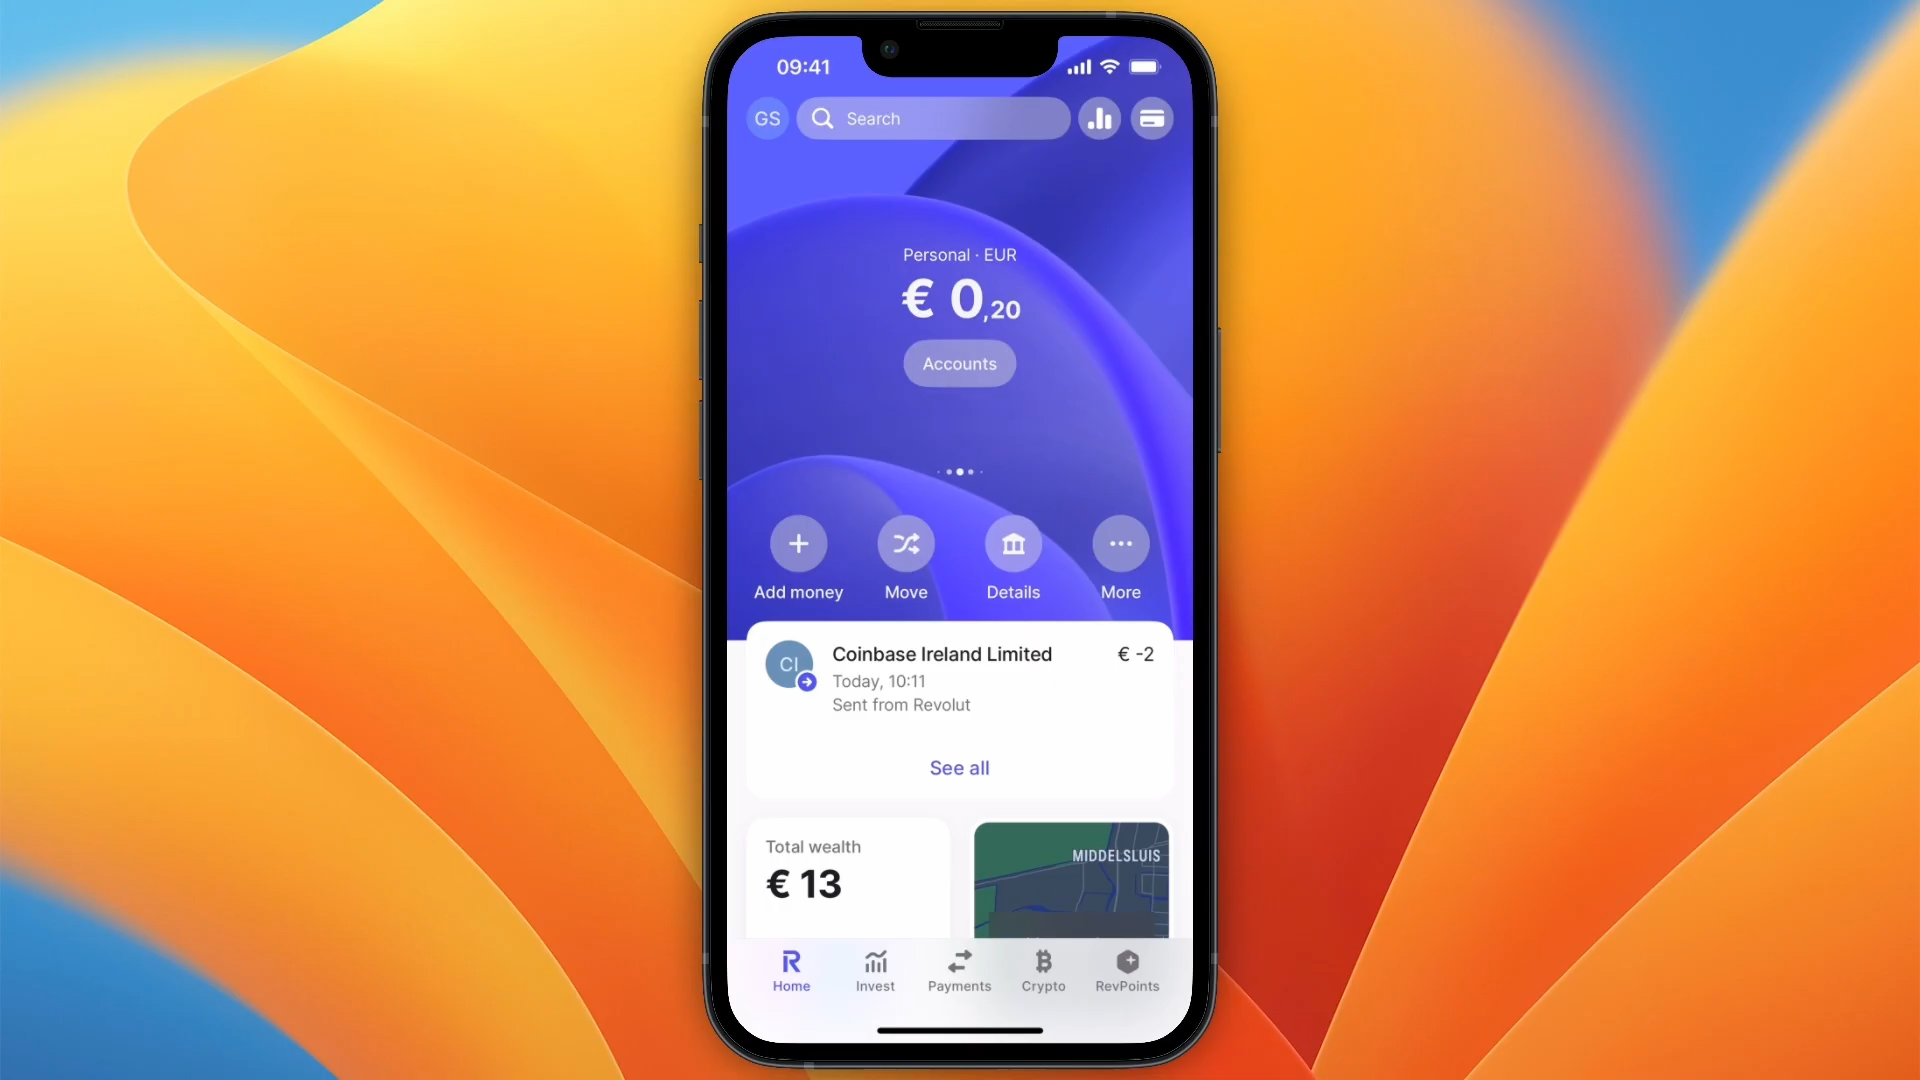 09:41
GS
Search
Personal · EUR
€ 0,20
Accounts
Add money
Move
Details
More
CI
Coinbase Ireland Limited
€ -2
Today, 10:11
Sent from Revolut
See all
Total wealth
€ 13
MIDDELSLUIS
Home
Invest
Payments
Crypto
RevPoints